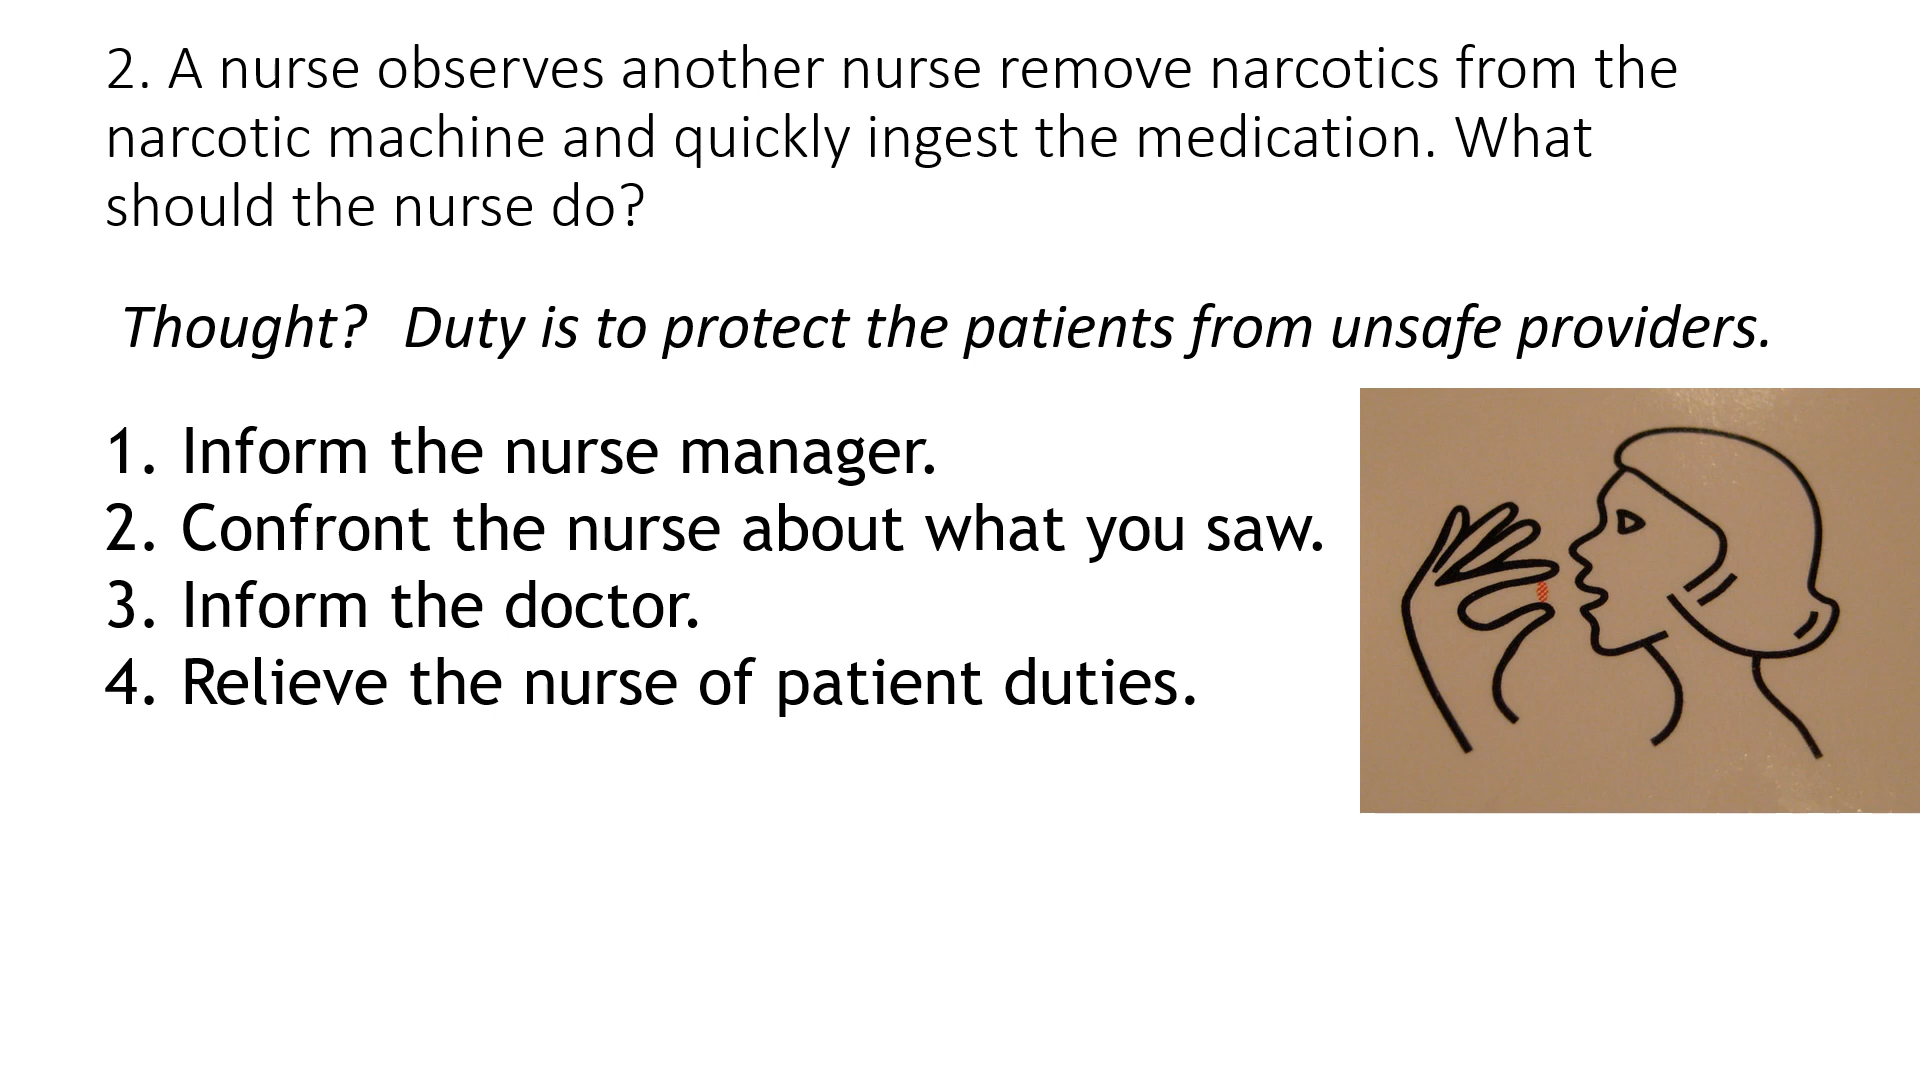 2. A nurse observes another nurse remove narcotics from the
narcotic machine and quickly ingest the medication. What
should the nurse do?
Thought? Duty is to protect the patients from unsafe providers.
1. Inform the nurse manager.
2. Confront the nurse about what you saw.
3. Inform the doctor.
4. Relieve the nurse of patient duties.